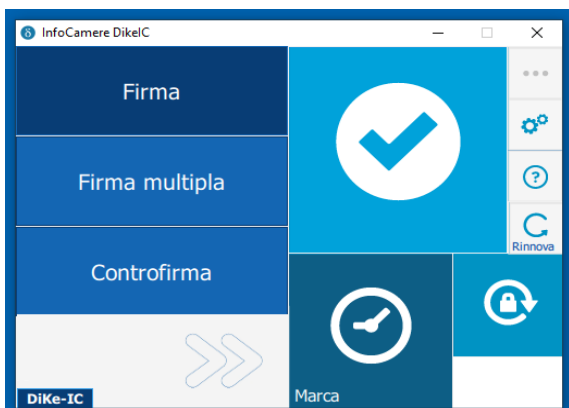 InfoCamere DikeIC
Firma
Firma multipla
Controfirma
Rinnova
DiKe-IC
Marca